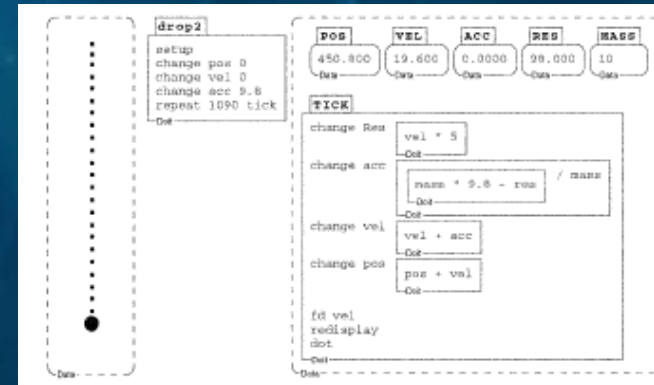 drop2
setup
change pos 0
change vel 0
change acc 9.8
repeat 1090 tick
Doit
POS
VEL
ACC
RES
MASS
450.800
19.600
0.0000
98.000
10
Data
Data
Data
Data
Data
TICK
change Res
vel * 5
Doit
change acc
mass * 9.8 - res
/ mass
Doit
Doit
change vel
vel + acc
Doit
change pos
pos + vel
Doit
fd vel
redisplay
dot
Doit
Data
Data